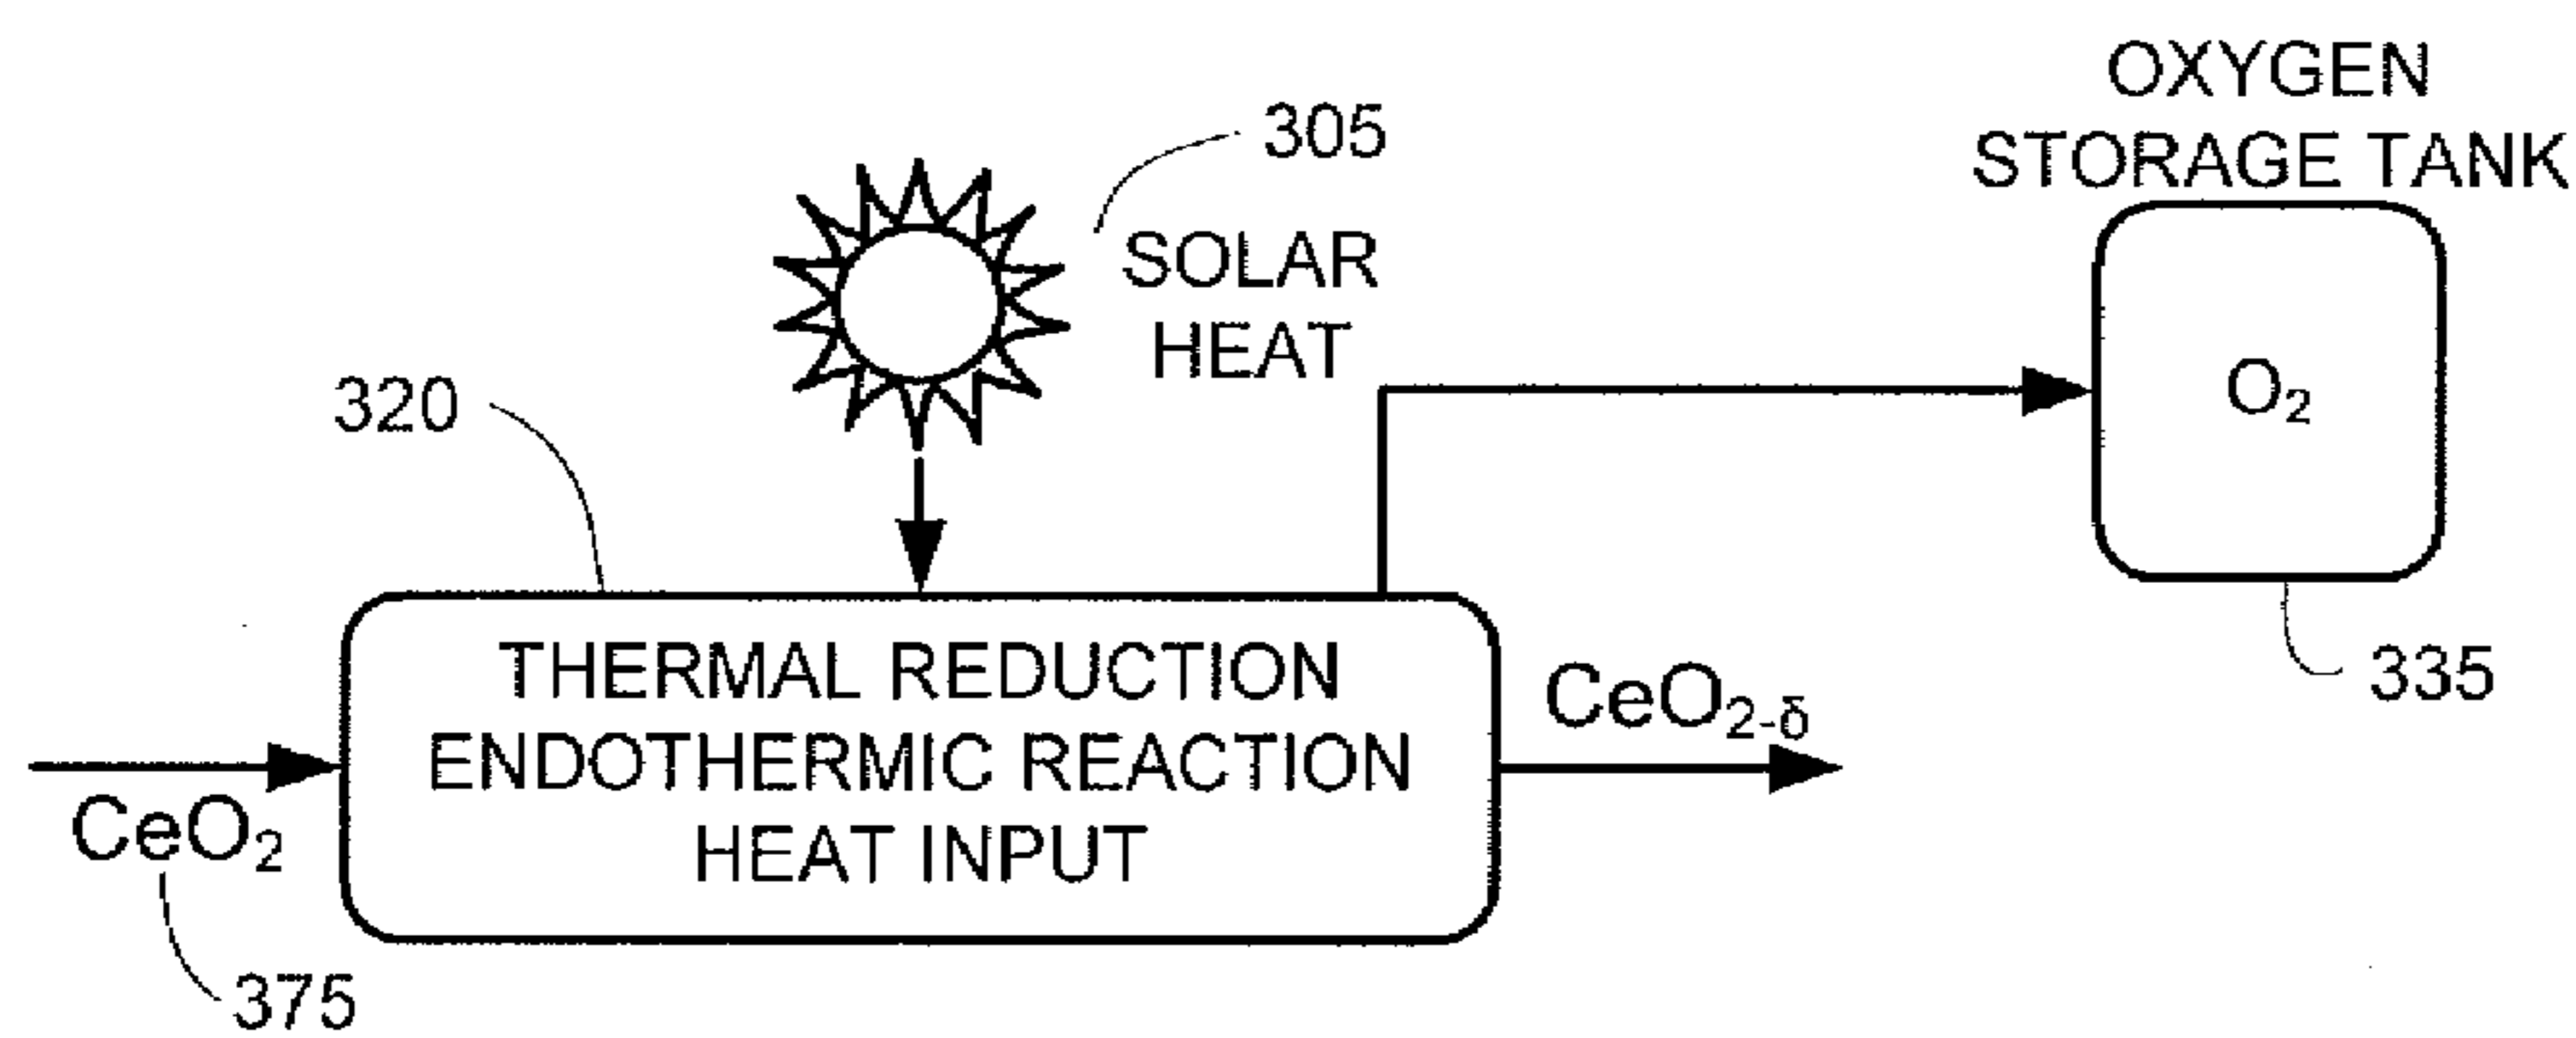 OXYGEN
STORAGE TANK
305
SOLAR
HEAT
320
O₂
THERMAL REDUCTION
ENDOTHERMIC REACTION
HEAT INPUT
CeO₂-δ
335
CeO₂
375